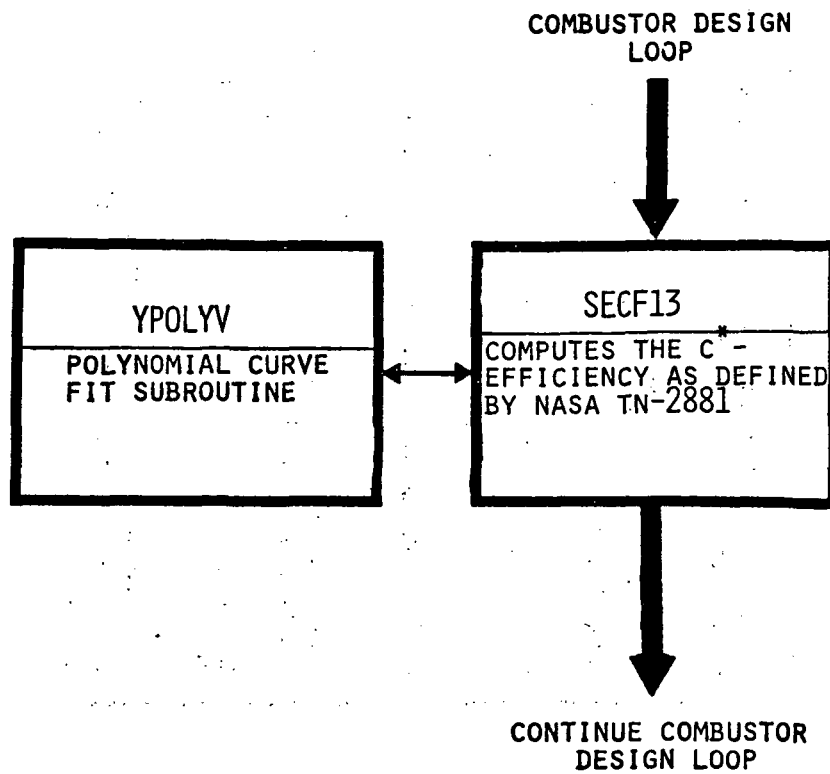 COMBUSTOR DESIGN
LOOP
YPOLYV
POLYNOMIAL CURVE
FIT SUBROUTINE
SECF13
COMPUTES THE C* -
EFFICIENCY AS DEFINED
BY NASA TN-2881
CONTINUE COMBUSTOR
DESIGN LOOP